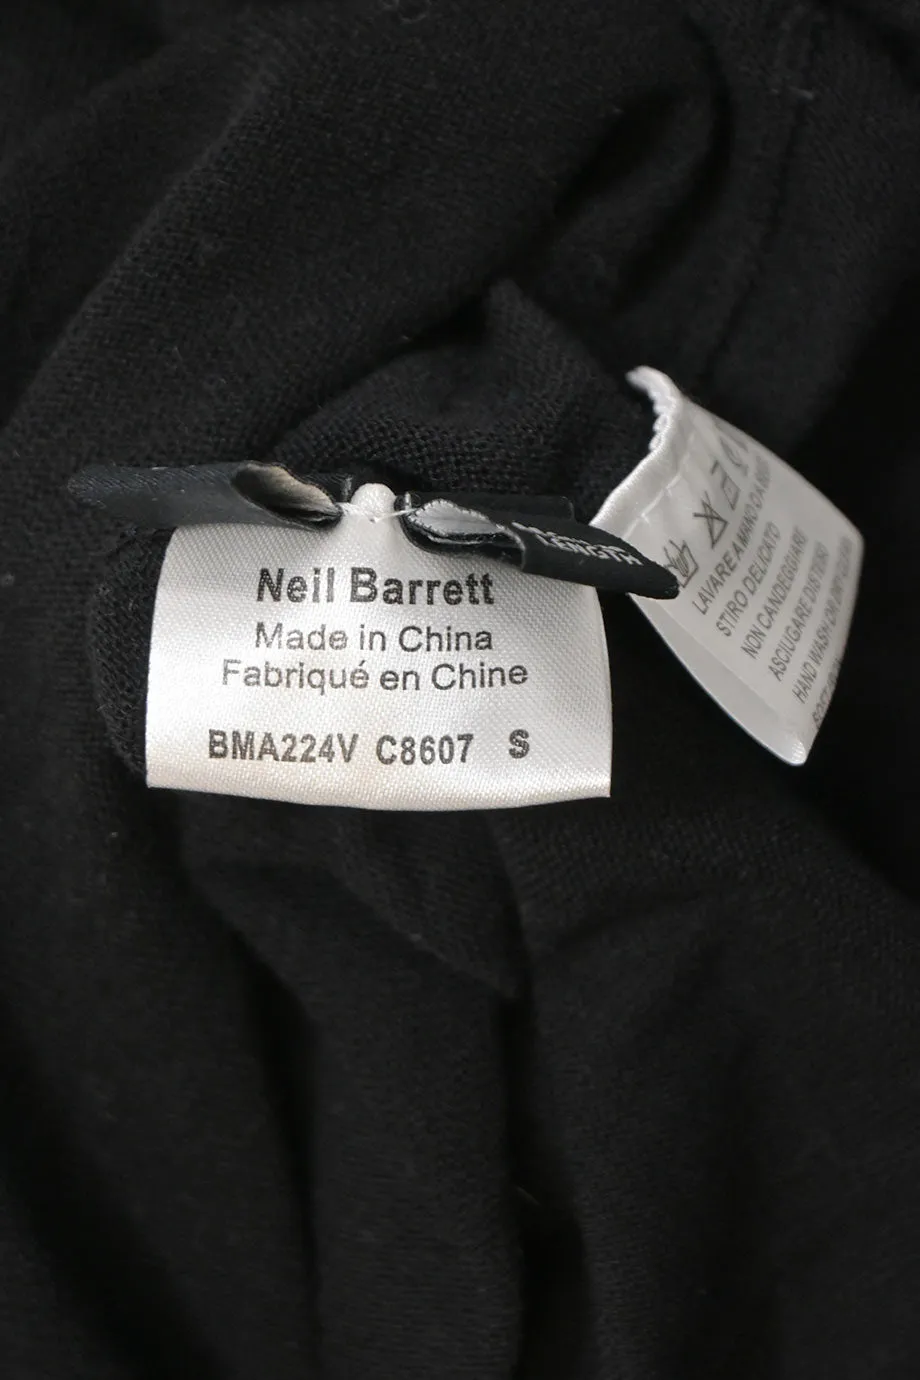 Neil Barrett
Made in China
Fabriqué en Chine
BMA224V C8607 S
LENGTH
LAVARE A MANO O A
STIRO DELICATO
NON CANDEGGIARE
ASCIUGARE DISTESO
HAND WASH